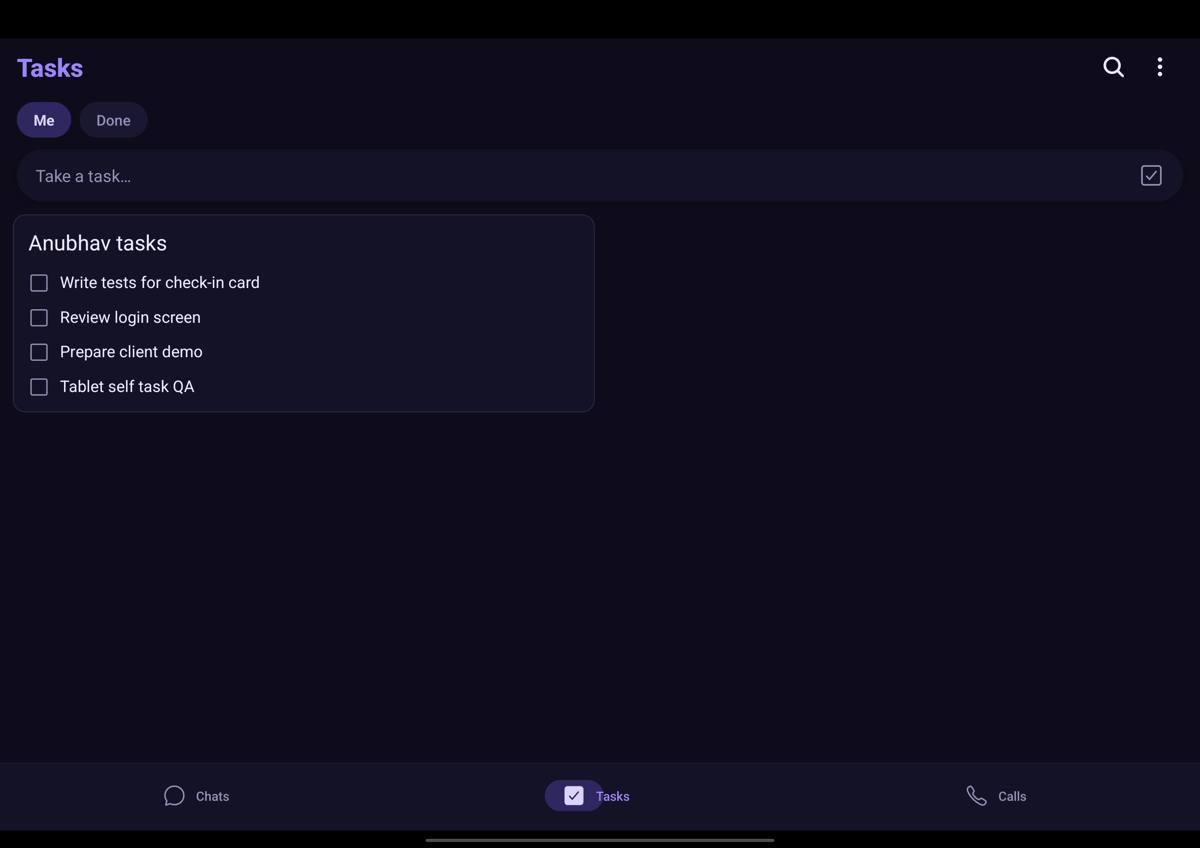 Tasks
Me
Done
Take a task...
Anubhav tasks
Write tests for check-in card
Review login screen
Prepare client demo
Tablet self task QA
Chats
Tasks
Calls